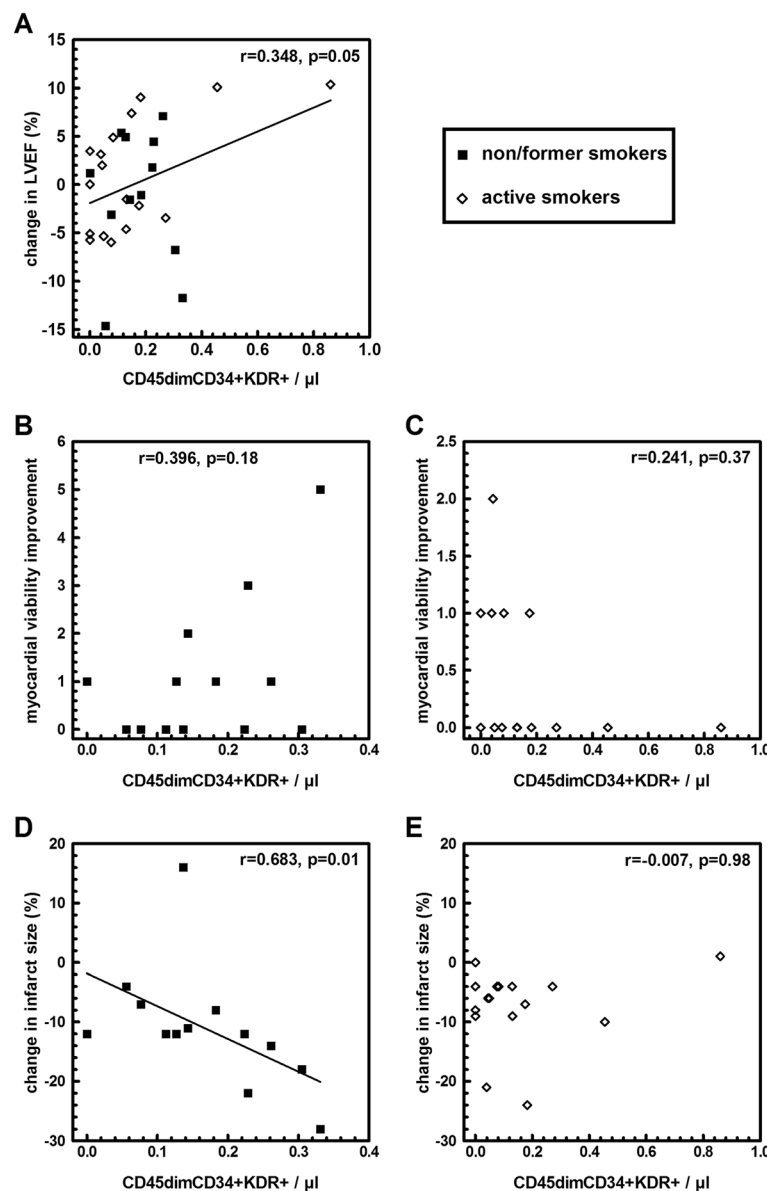 A
r=0.348, p=0.05
15
10
5
0
-5
-10
-15
change in LVEF (%)
0.0 0.2 0.4 0.6 0.8 1.0
CD45dimCD34+KDR+ / µl
non/former smokers
active smokers
B
r=0.396, p=0.18
6
5
4
3
2
1
0
myocardial viability improvement
0.0 0.1 0.2 0.3 0.4
CD45dimCD34+KDR+ / µl
C
r=0.241, p=0.37
2.5
2.0
1.5
1.0
0.5
0.0
myocardial viability improvement
0.0 0.2 0.4 0.6 0.8 1.0
CD45dimCD34+KDR+ / µl
D
r=0.683, p=0.01
20
10
0
-10
-20
-30
change in infarct size (%)
0.0 0.1 0.2 0.3 0.4
CD45dimCD34+KDR+ / µl
E
r=-0.007, p=0.98
20
10
0
-10
-20
-30
change in infarct size (%)
0.0 0.2 0.4 0.6 0.8 1.0
CD45dimCD34+KDR+ / µl